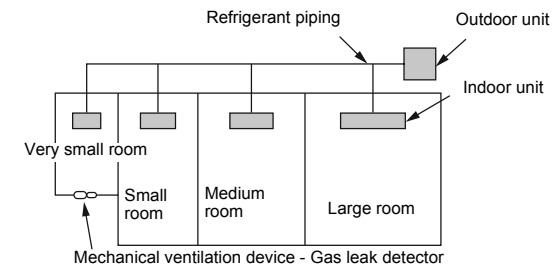 Refrigerant piping
Outdoor unit
Indoor unit
Very small room
Small
room
Medium
room
Large room
Mechanical ventilation device - Gas leak detector